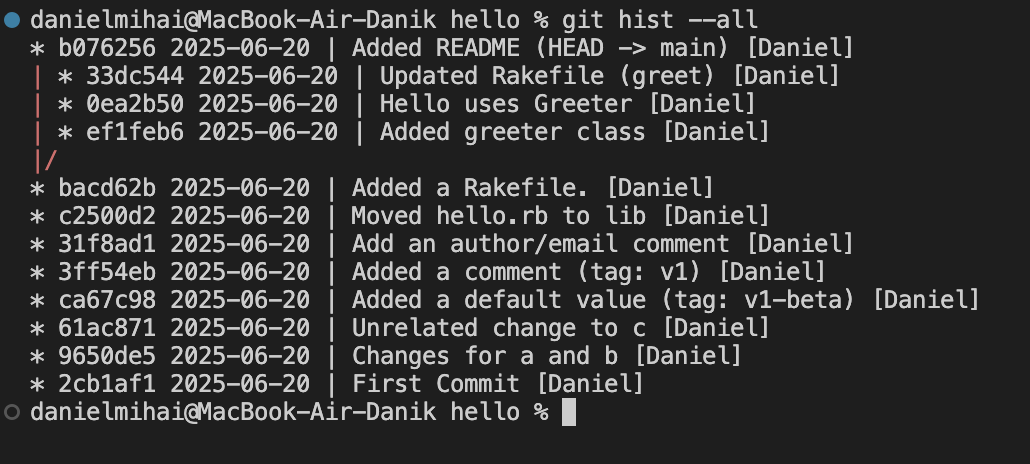 danielmihai@MacBook-Air-Danik hello % git hist --all
* b076256 2025-06-20 | Added README (HEAD -> main) [Daniel]
| * 33dc544 2025-06-20 | Updated Rakefile (greet) [Daniel]
| * 0ea2b50 2025-06-20 | Hello uses Greeter [Daniel]
| * ef1feb6 2025-06-20 | Added greeter class [Daniel]
|/
* bacd62b 2025-06-20 | Added a Rakefile. [Daniel]
* c2500d2 2025-06-20 | Moved hello.rb to lib [Daniel]
* 31f8ad1 2025-06-20 | Add an author/email comment [Daniel]
* 3ff54eb 2025-06-20 | Added a comment (tag: v1) [Daniel]
* ca67c98 2025-06-20 | Added a default value (tag: v1-beta) [Daniel]
* 61ac871 2025-06-20 | Unrelated change to c [Daniel]
* 9650de5 2025-06-20 | Changes for a and b [Daniel]
* 2cb1af1 2025-06-20 | First Commit [Daniel]
danielmihai@MacBook-Air-Danik hello %